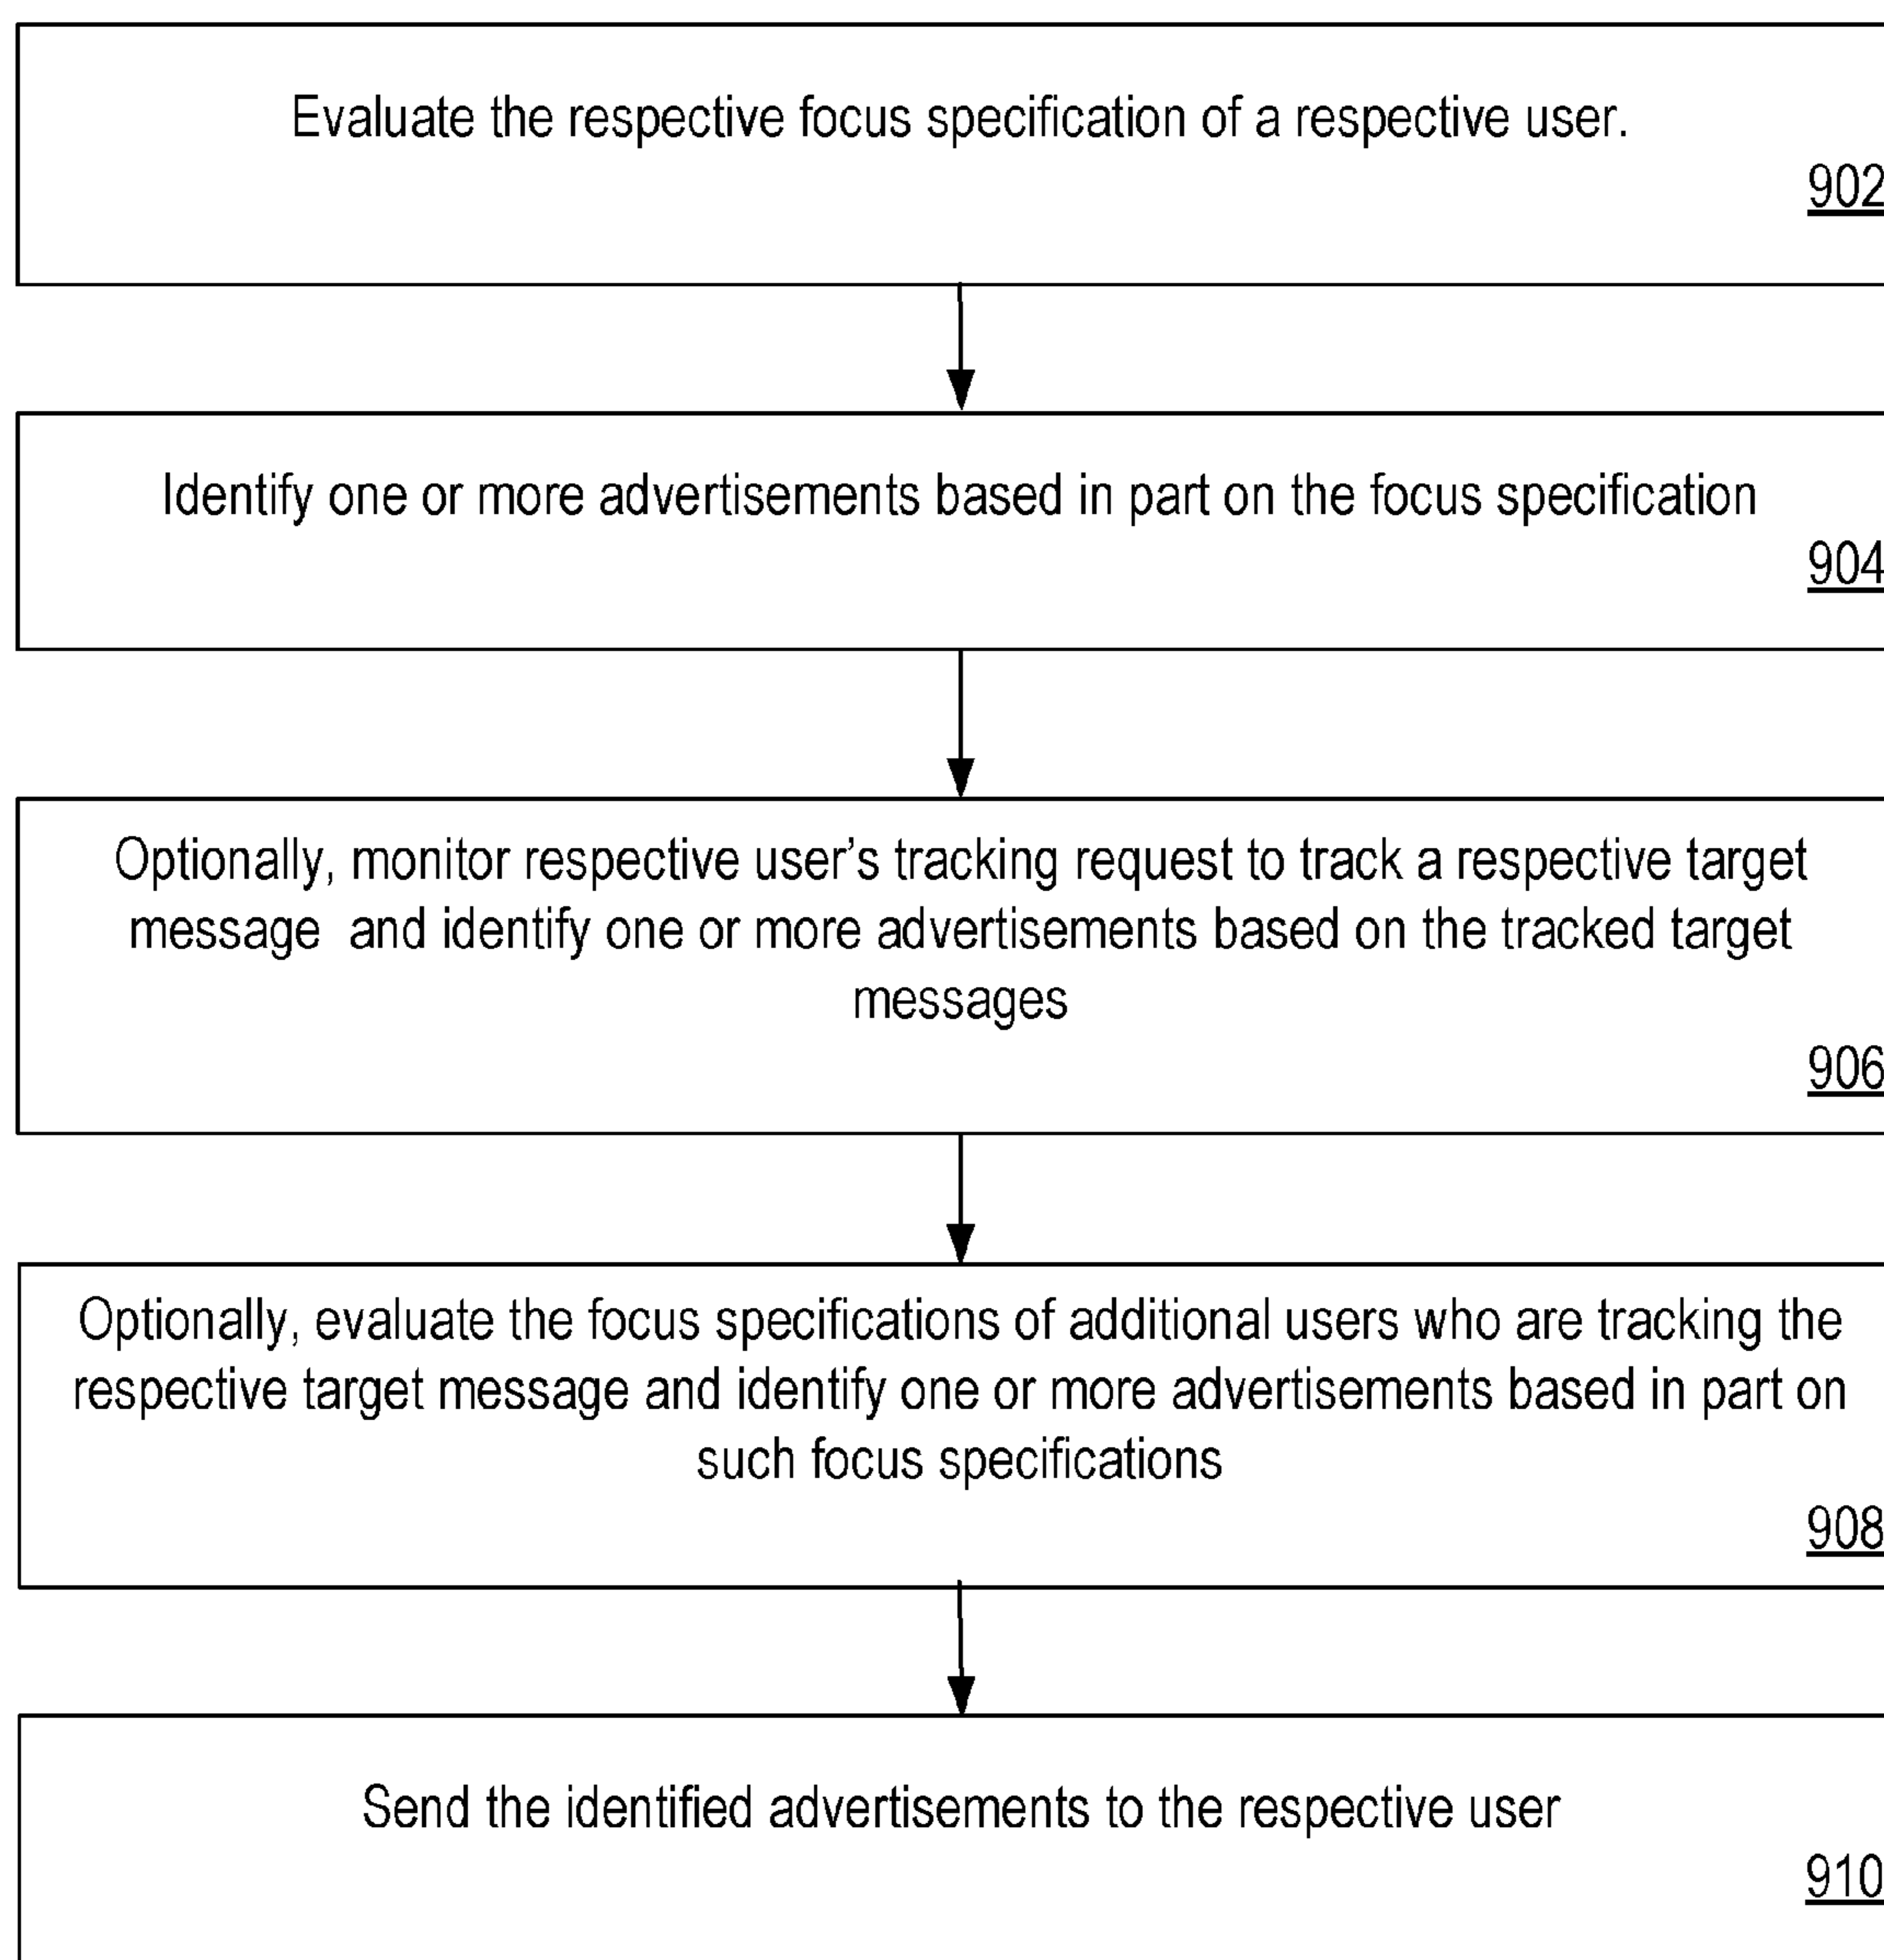 Evaluate the respective focus specification of a respective user.
902
Identify one or more advertisements based in part on the focus specification
904
Optionally, monitor respective user's tracking request to track a respective target
message and identify one or more advertisements based on the tracked target
messages
906
Optionally, evaluate the focus specifications of additional users who are tracking the
respective target message and identify one or more advertisements based in part on
such focus specifications
908
Send the identified advertisements to the respective user
910